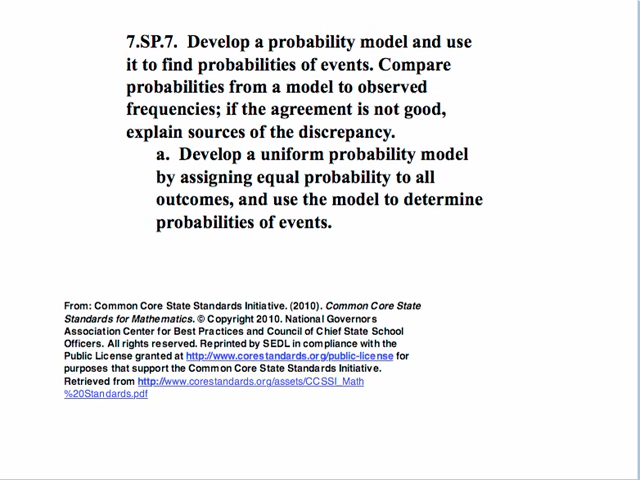 7.SP.7. Develop a probability model and use
it to find probabilities of events. Compare
probabilities from a model to observed
frequencies; if the agreement is not good,
explain sources of the discrepancy.
a. Develop a uniform probability model
by assigning equal probability to all
outcomes, and use the model to determine
probabilities of events.
From: Common Core State Standards Initiative. (2010). Common Core State
Standards for Mathematics. © Copyright 2010. National Governors
Association Center for Best Practices and Council of Chief State School
Officers. All rights reserved. Reprinted by SEDL in compliance with the
Public License granted at http://www.corestandards.org/public-license for
purposes that support the Common Core State Standards Initiative.
Retrieved from http://www.corestandards.org/assets/CCSSI_Math
%20Standards.pdf